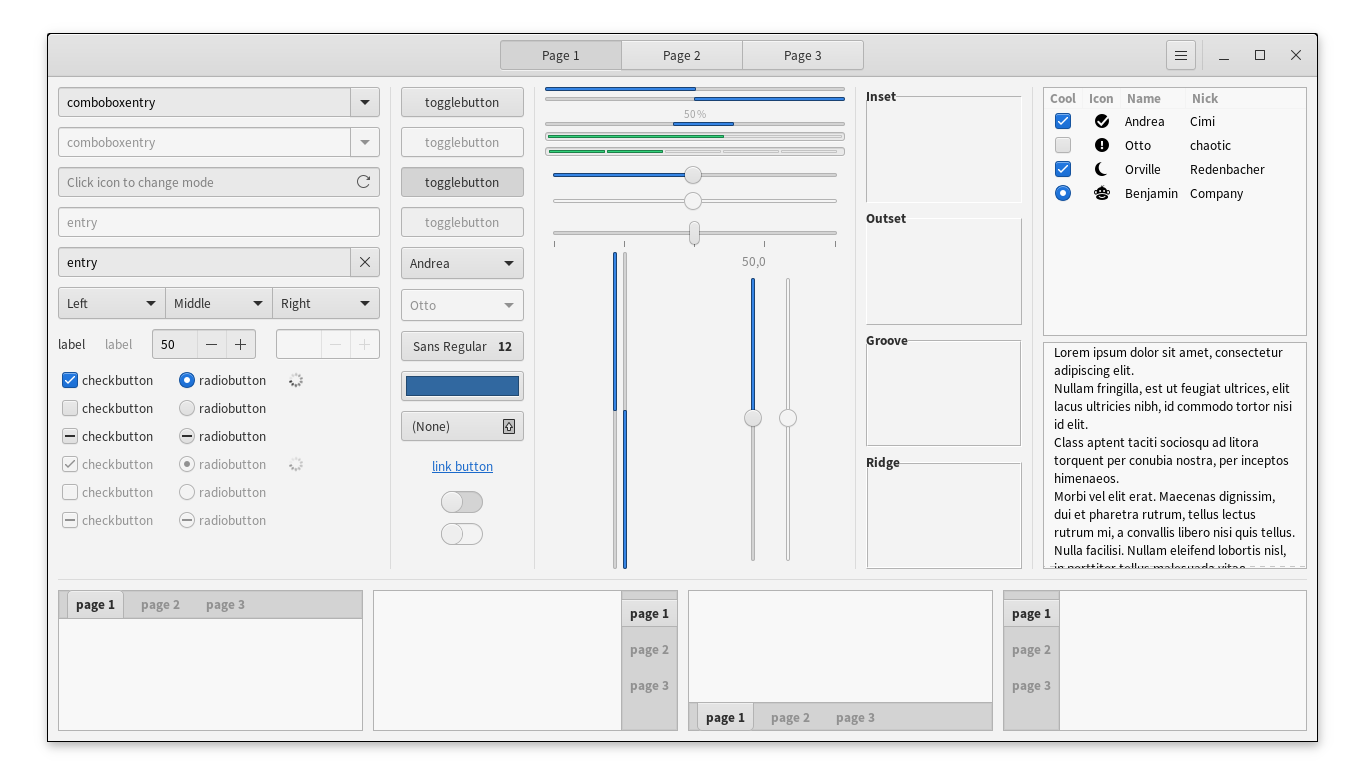 Page 1 Page 2 Page 3
comboboxentry
comboboxentry
Click icon to change mode
entry
entry
Left Middle Right
label label 50
checkbutton radiobutton
checkbutton radiobutton
checkbutton radiobutton
checkbutton radiobutton
checkbutton radiobutton
checkbutton radiobutton
togglebutton
togglebutton
togglebutton
togglebutton
Andrea
Otto
Sans Regular 12
(None)
link button
50%
50,0
Inset
Outset
Groove
Ridge
Cool Icon Name Nick
Andrea Cimi
Otto chaotic
Orville Redenbacher
Benjamin Company
Lorem ipsum dolor sit amet, consectetur
adipiscing elit.
Nullam fringilla, est ut feugiat ultrices, elit
lacus ultricies nibh, id commodo tortor nisi
id elit.
Class aptent taciti sociosqu ad litora
torquent per conubia nostra, per inceptos
himenaeos.
Morbi vel elit erat. Maecenas dignissim,
dui et pharetra rutrum, tellus lectus
rutrum mi, a convallis libero nisi quis tellus.
Nulla facilisi. Nullam eleifend lobortis nisl,
in porttitor tellus malesuada vitae.
page 1 page 2 page 3
page 1
page 2
page 3
page 1 page 2 page 3
page 1
page 2
page 3